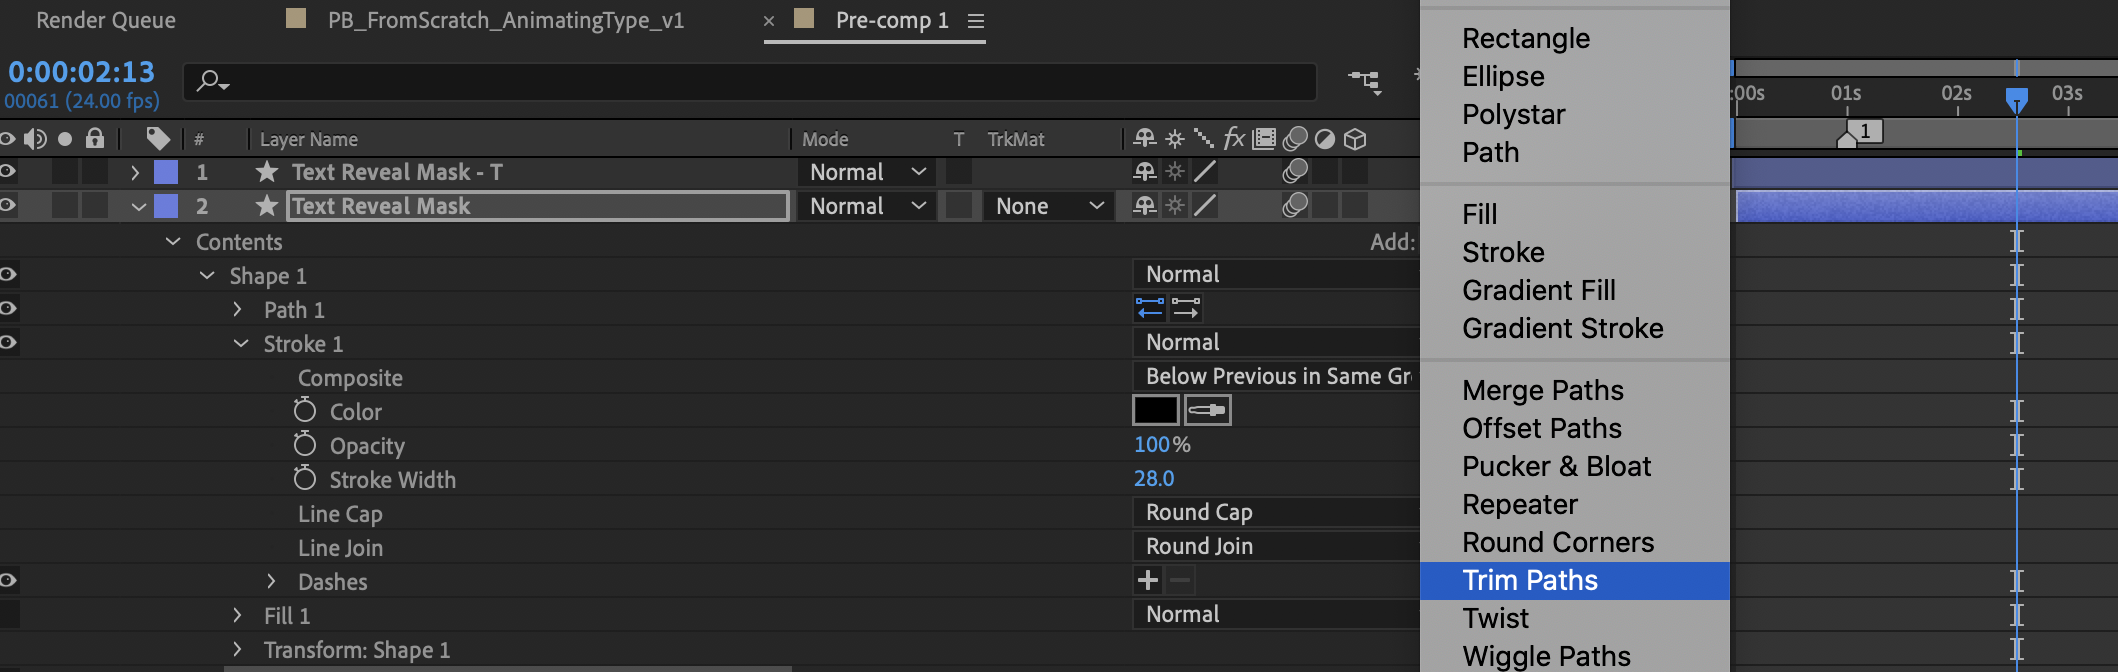 Render Queue PB_FromScratch_AnimatingType_v1 × Pre-comp 1
0:00:02:13
00061 (24.00 fps)
# Layer Name Mode T TrkMat fx
1 Text Reveal Mask - T Normal
2 Text Reveal Mask Normal None
Contents Add:
Shape 1 Normal
Path 1
Stroke 1 Normal
Composite Below Previous in Same Gr
Color
Opacity 100%
Stroke Width 28.0
Line Cap Round Cap
Line Join Round Join
Dashes
Fill 1 Normal
Transform: Shape 1
Rectangle
Ellipse
Polystar
Path
Fill
Stroke
Gradient Fill
Gradient Stroke
Merge Paths
Offset Paths
Pucker & Bloat
Repeater
Round Corners
Trim Paths
Twist
Wiggle Paths
:00s 01s 02s 03s
1